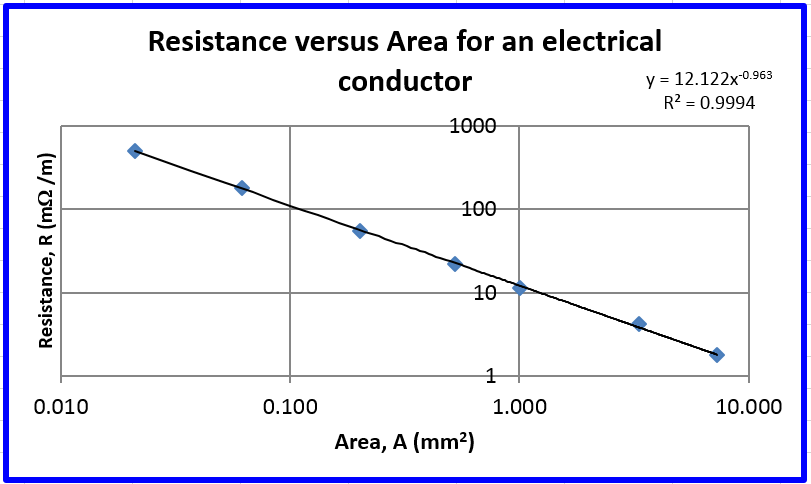 Resistance versus Area for an electrical
conductor
y = 12.122x⁻⁰·⁹⁶³
R² = 0.9994
Resistance, R (mΩ /m)
1000
100
10
1
0.010 0.100 1.000 10.000
Area, A (mm²)